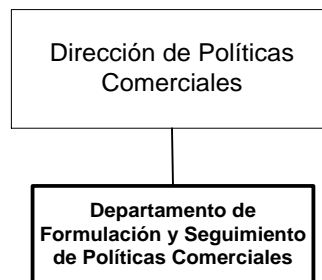 Dirección de Políticas
Comerciales
Departamento de
Formulación y Seguimiento
de Políticas Comerciales